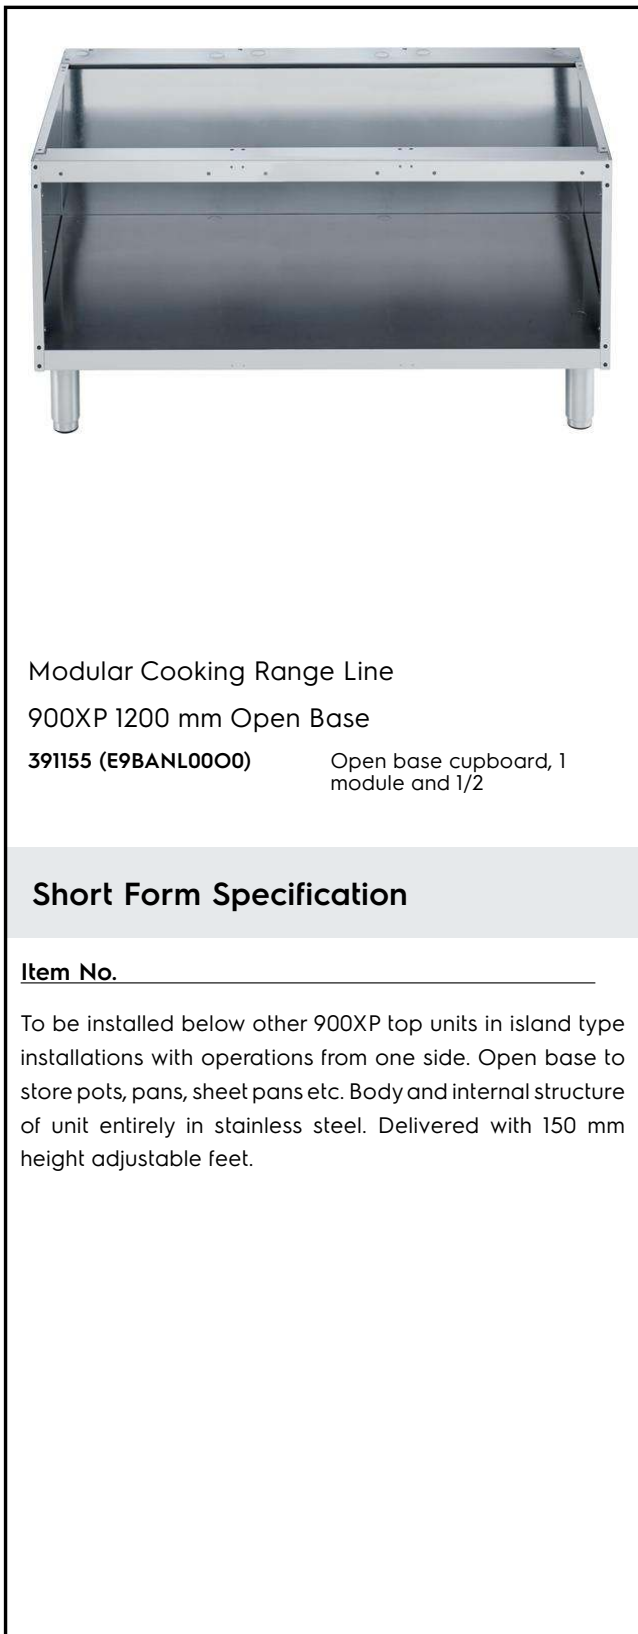 Modular Cooking Range Line
900XP 1200 mm Open Base
391155 (E9BANL00O0)
Open base cupboard, 1
module and 1/2
Short Form Specification
Item No.
To be installed below other 900XP top units in island type
installations with operations from one side. Open base to
store pots, pans, sheet pans etc. Body and internal structure
of unit entirely in stainless steel. Delivered with 150 mm
height adjustable feet.